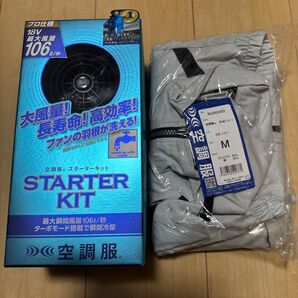 プロ仕様
18V
最大風量
106ℓ/秒
大風量!
長寿命!高効率!
ファンの羽根が洗える!
空調服® スターターキット
STARTER
KIT
最大瞬間風量106ℓ/秒
ターボモード搭載で瞬間冷却
空調服
空調服
M